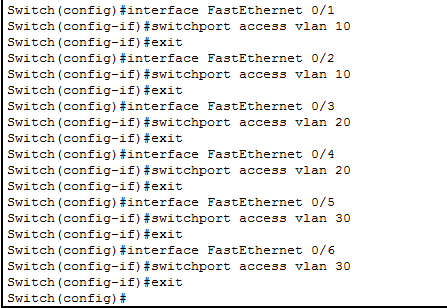 Switch(config)#interface FastEthernet 0/1
Switch(config-if)#switchport access vlan 10
Switch(config-if)#exit
Switch(config)#interface FastEthernet 0/2
Switch(config-if)#switchport access vlan 10
Switch(config-if)#exit
Switch(config)#interface FastEthernet 0/3
Switch(config-if)#switchport access vlan 20
Switch(config-if)#exit
Switch(config)#interface FastEthernet 0/4
Switch(config-if)#switchport access vlan 20
Switch(config-if)#exit
Switch(config)#interface FastEthernet 0/5
Switch(config-if)#switchport access vlan 30
Switch(config-if)#exit
Switch(config)#interface FastEthernet 0/6
Switch(config-if)#switchport access vlan 30
Switch(config-if)#exit
Switch(config)#